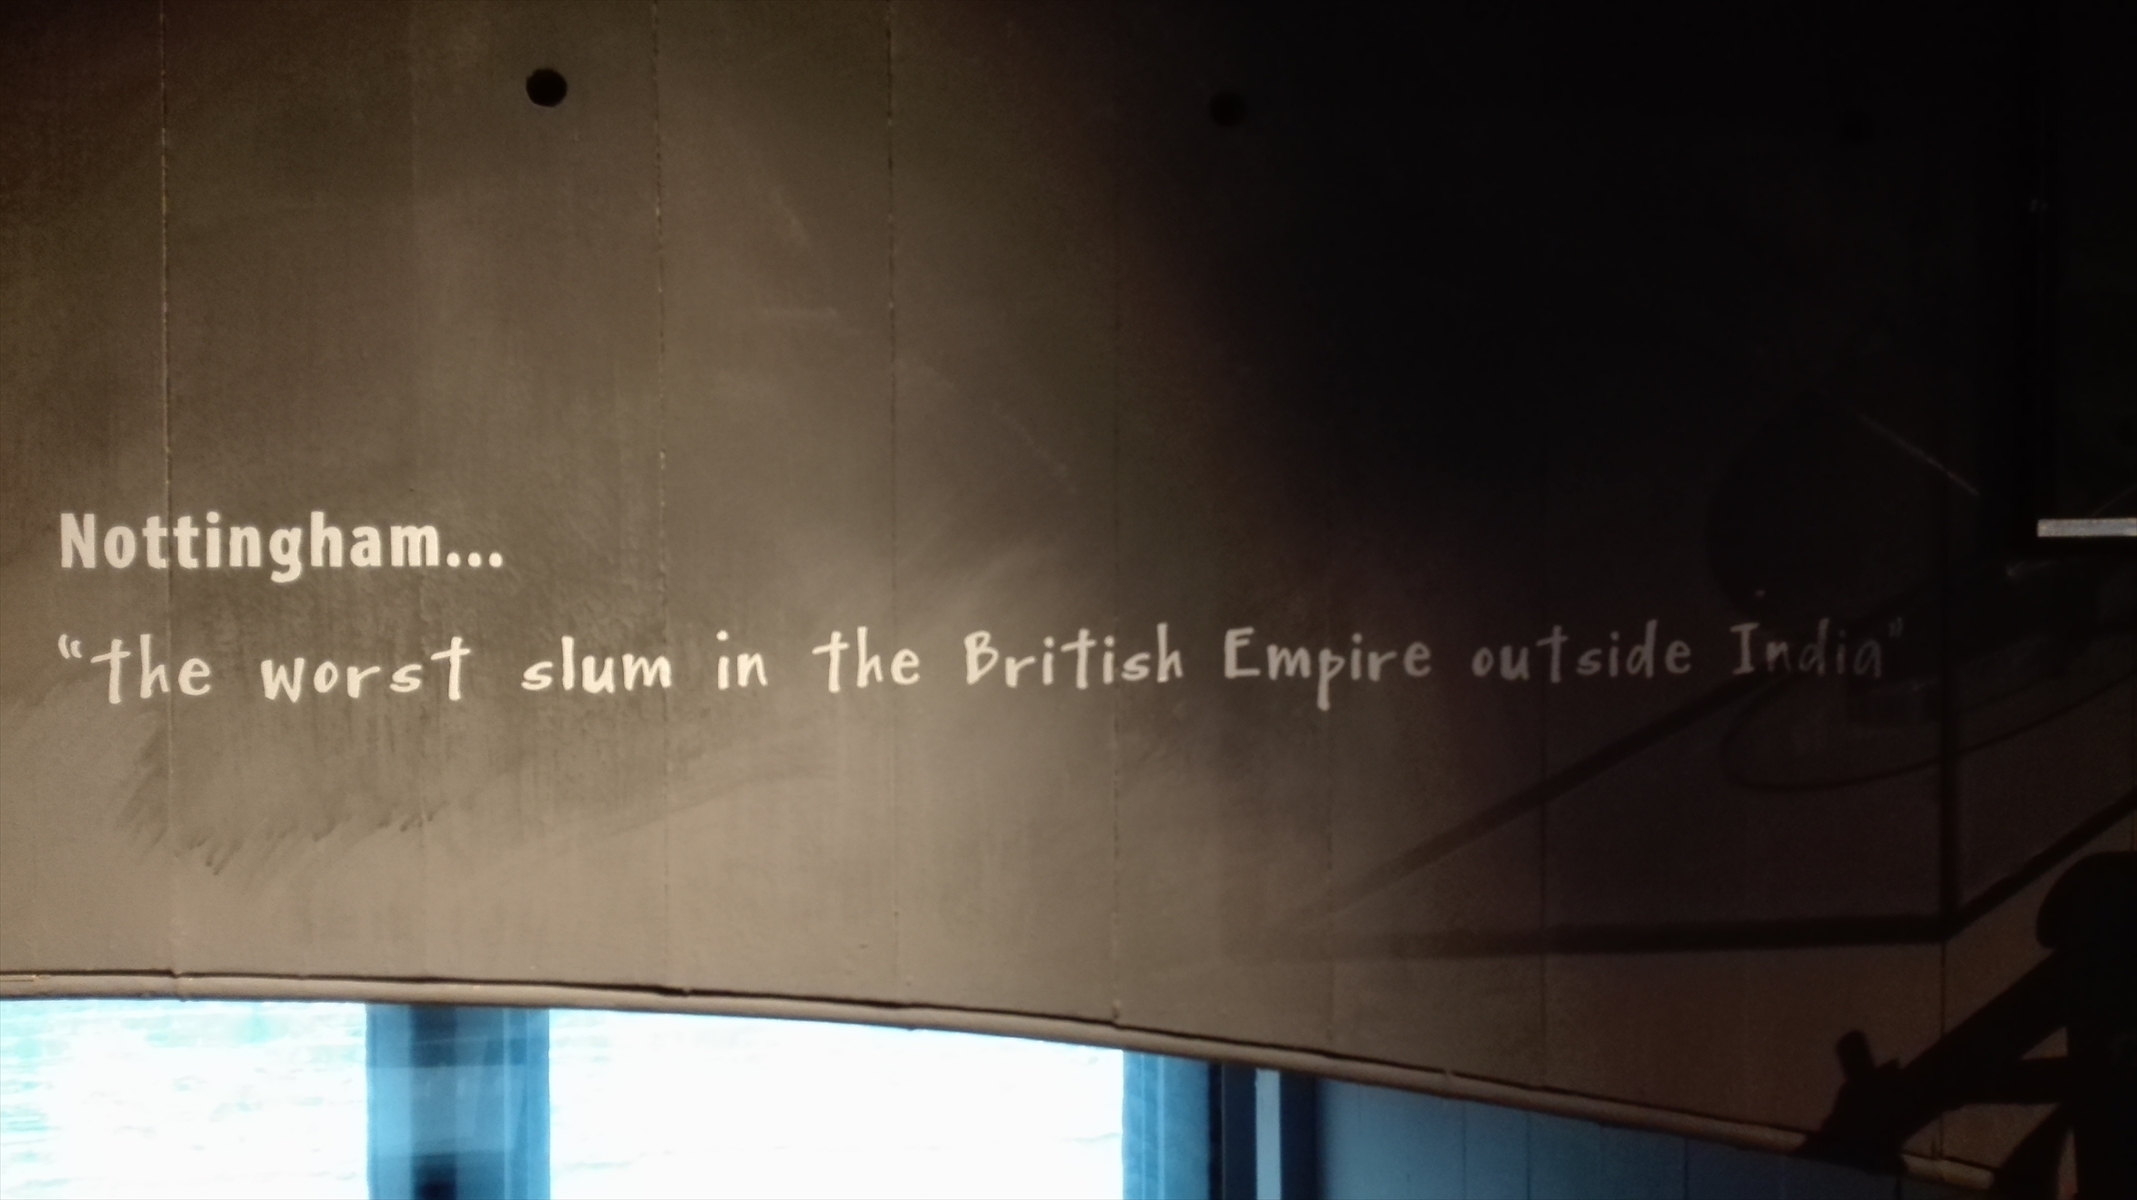 Nottingham...
“the worst slum in the British Empire outside India”